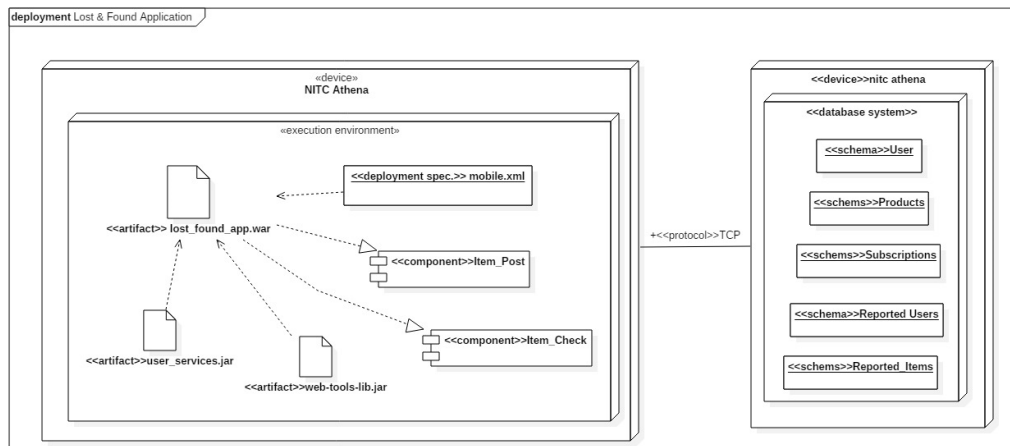 deployment Lost & Found Application
«device»
NITC Athena
«execution environment»
<<deployment spec.>> mobile.xml
<<artifact>> lost_found_app.war
<<component>>Item_Post
<<component>>Item_Check
<<artifact>>user_services.jar
<<artifact>>web-tools-lib.jar
+<<protocol>>TCP
<<device>>nitc athena
<<database system>>
<<schema>>User
<<schems>>Products
<<schems>>Subscriptions
<<schema>>Reported Users
<<schems>>Reported_Items